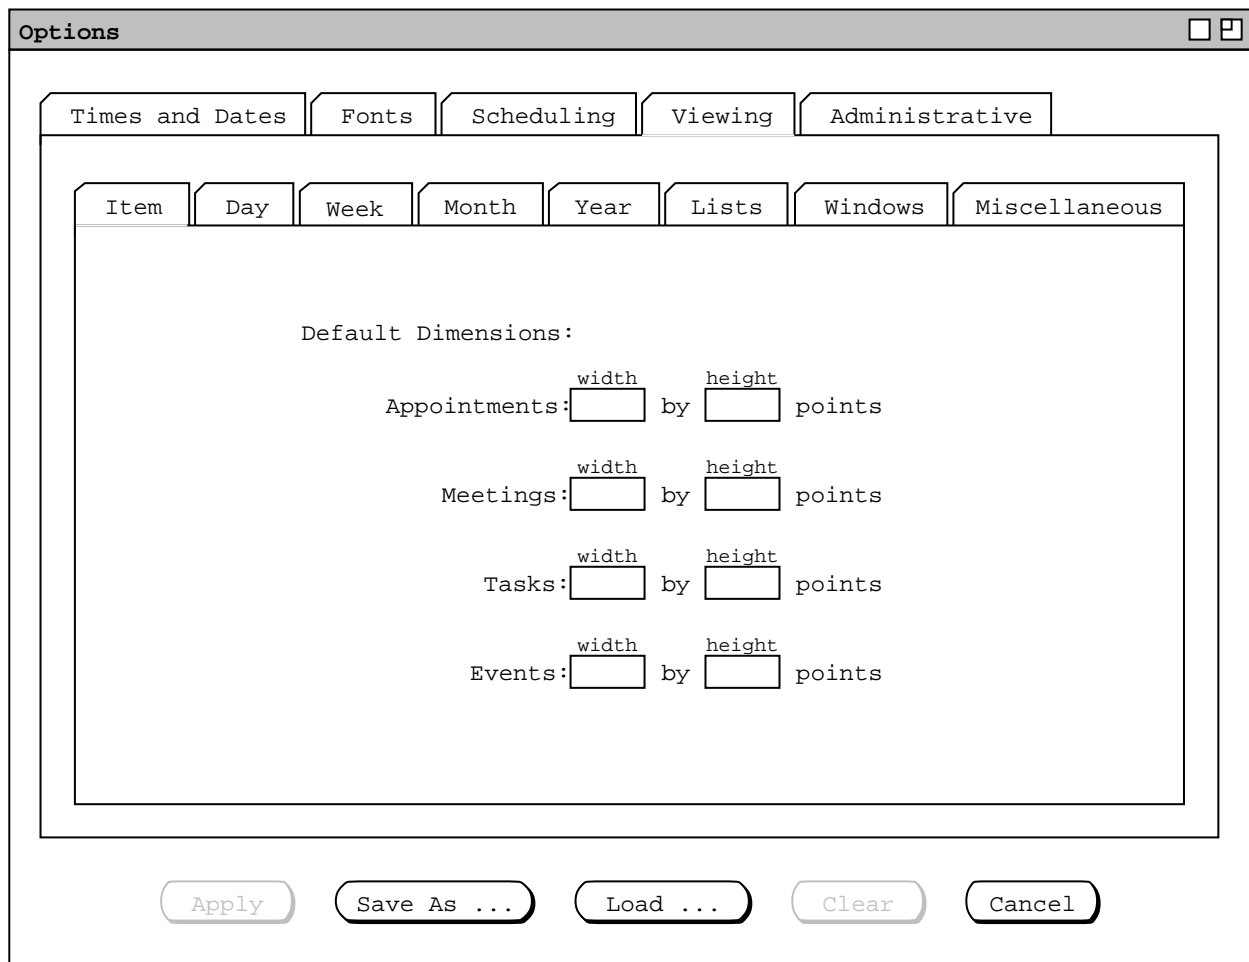 Options
Times and Dates Fonts Scheduling Viewing Administrative
Item Day Week Month Year Lists Windows Miscellaneous
Default Dimensions:
width height
Appointments: by points
width height
Meetings: by points
width height
Tasks: by points
width height
Events: by points
Apply Save As ... Load ... Clear Cancel